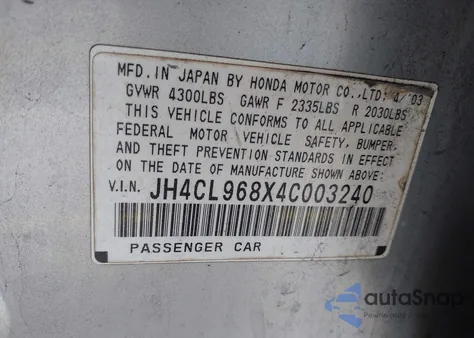 MFD. IN JAPAN BY HONDA MOTOR CO.,LTD; 4/'03
GVWR 4300LBS GAWR F 2335LBS R 2030LBS
THIS VEHICLE CONFORMS TO ALL APPLICABLE
FEDERAL MOTOR VEHICLE SAFETY, BUMPER,
AND THEFT PREVENTION STANDARDS IN EFFECT
ON THE DATE OF MANUFACTURE SHOWN ABOVE:
V.I.N. JH4CL968X4C003240
PASSENGER CAR
autoSnap